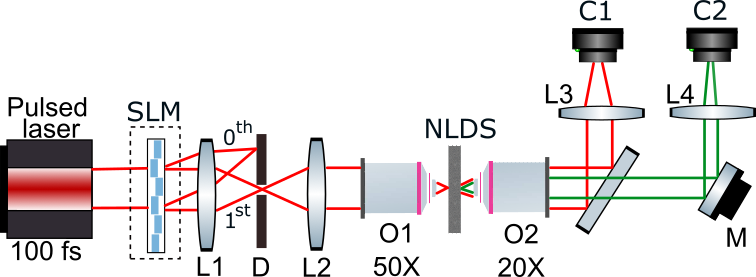 C1
C2
Pulsed
laser
SLM
0th
L3
L4
NLDS
1st
100 fs
L1
D
L2
O1
50X
O2
20X
M